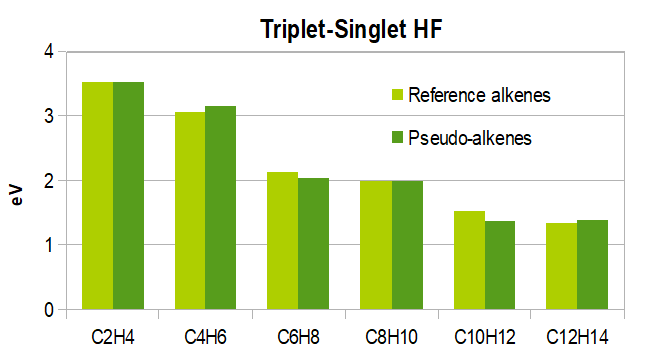 Triplet-Singlet HF
4
3
2
1
0
eV
Reference alkenes
Pseudo-alkenes
C2H4 C4H6 C6H8 C8H10 C10H12 C12H14